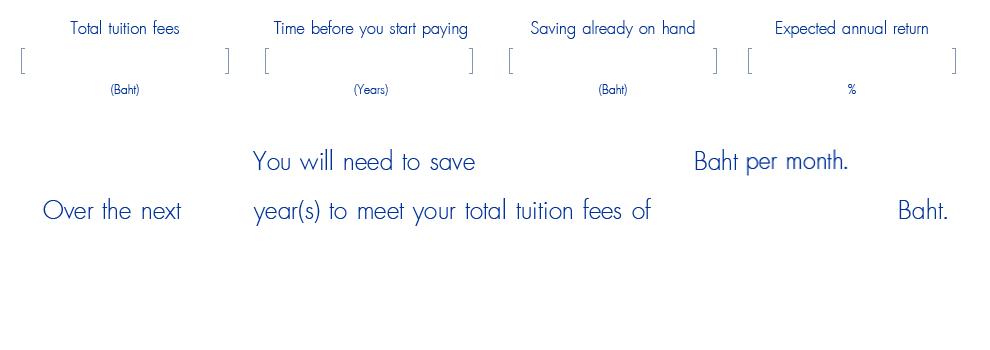 Total tuition fees Time before you start paying Saving already on hand Expected annual return
[ ] [ ] [ ] [ ]
(Baht) (Years) (Baht) %
You will need to save Baht per month.
Over the next year(s) to meet your total tuition fees of Baht.